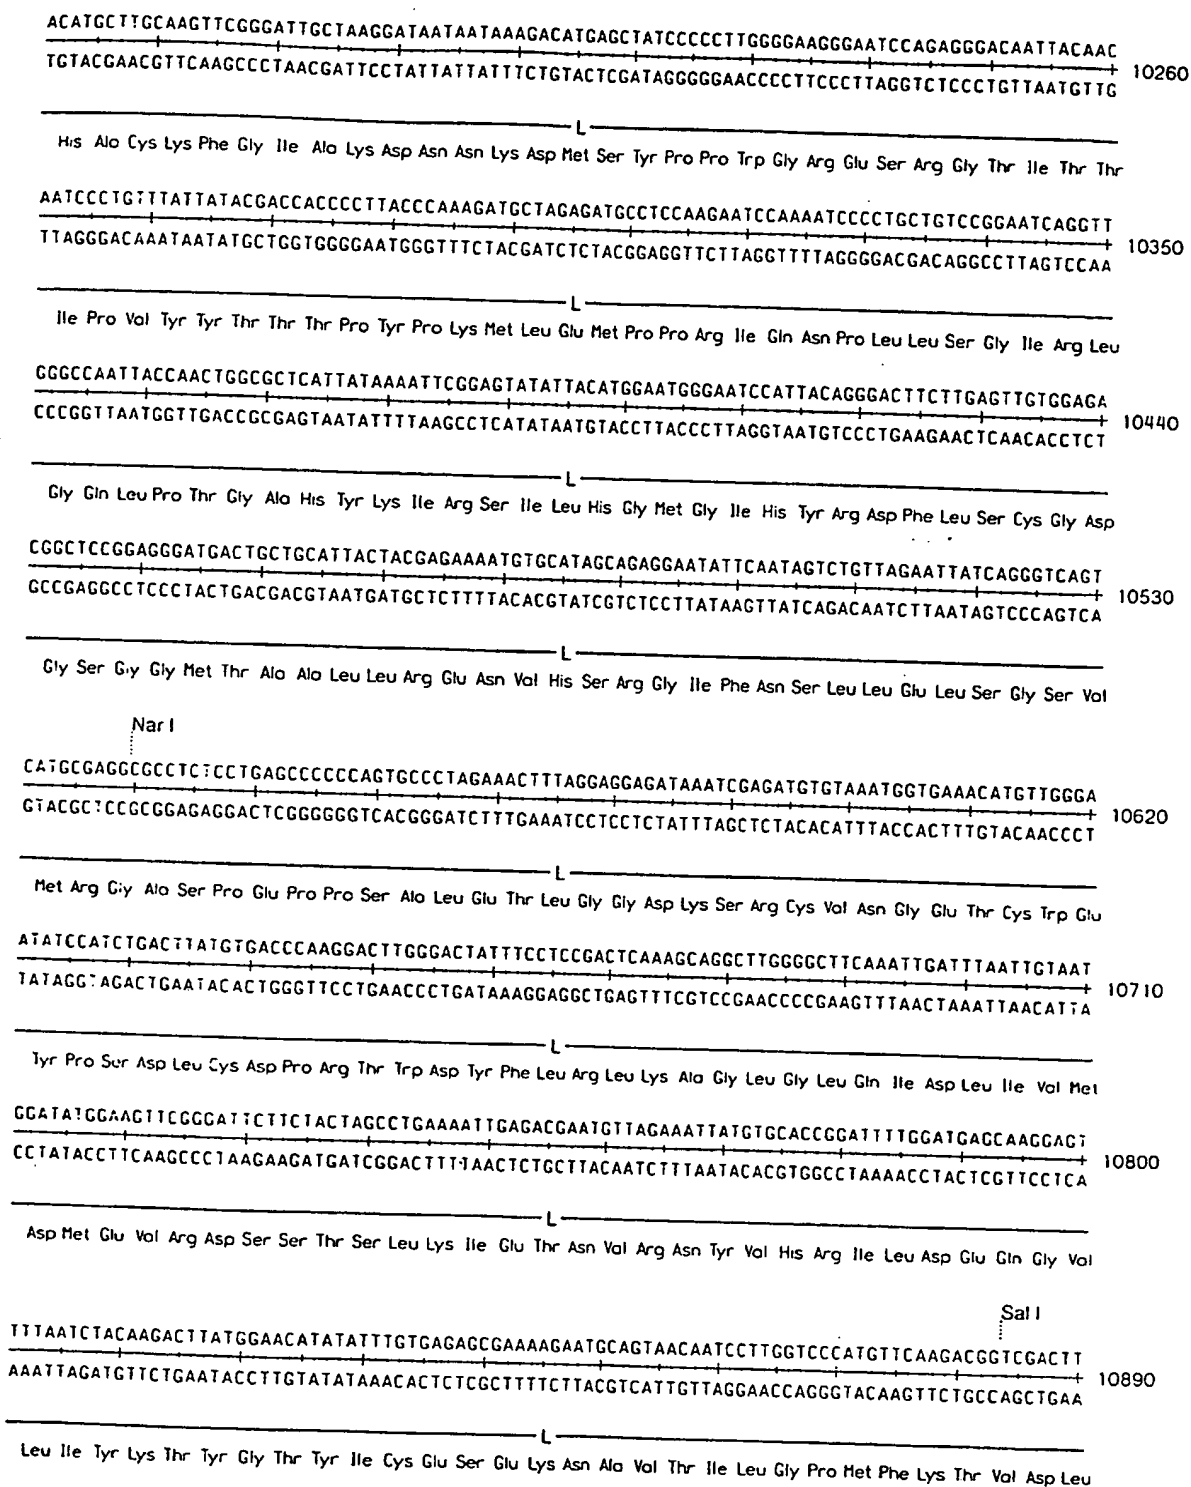 ACATGCTTGCAAGTTCGGGATTGCTAAGGATAATAATAAAGACATGAGCTATCCCCCTTGGGGAAGGGAATCCAGAGGGACAATTACAAC
10260
TGTACGAACGTTCAAGCCCTAACGATTCCTATTATTATTTCTGTACTCGATAGGGGGAACCCCTTCCCTTAGGTCTCCCTGTTAATGTTG
L
His Ala Cys Lys Phe Gly Ile Ala Lys Asp Asn Asn Lys Asp Met Ser Tyr Pro Pro Trp Gly Arg Glu Ser Arg Gly Thr Ile Thr Thr
AATCCCTGTTTATTATACGACCACCCCTTACCCAAAGATGCTAGAGATGCCTCCAAGAATCCAAAATCCCCTGCTGTCCGGAATCAGGTT
10350
TTAGGGACAAATAATATGCTGGTGGGGAATGGGTTTCTACGATCTCTACGGAGGTTCTTAGGTTTTAGGGGACGACAGGCCTTAGTCCAA
L
Ile Pro Val Tyr Tyr Thr Thr Thr Pro Tyr Pro Lys Met Leu Glu Met Pro Pro Arg Ile Gln Asn Pro Leu Leu Ser Gly Ile Arg Leu
GGGCCAATTACCAACTGGCGCTCATTATAAAATTCGGAGTATATTACATGGAATGGGAATCCATTACAGGGACTTCTTGAGTTGTGGAGA
10440
CCCGGTTAATGGTTGACCGCGAGTAATATTTTAAGCCTCATATAATGTACCTTACCCTTAGGTAATGTCCCTGAAGAACTCAACACCTCT
L
Gly Gln Leu Pro Thr Gly Ala His Tyr Lys Ile Arg Ser Ile Leu His Gly Met Gly Ile His Tyr Arg Asp Phe Leu Ser Cys Gly Asp
CGGCTCCGGAGGGATGACTGCTGCATTACTACGAGAAAATGTGCATAGCAGAGGAATATTCAATAGTCTGTTAGAATTATCAGGGTCAGT
10530
GCCGAGGCCTCCCTACTGACGACGTAATGATGCTCTTTTACACGTATCGTCTCCTTATAAGTTATCAGACAATCTTAATAGTCCCAGTCA
L
Gly Ser Gly Gly Met Thr Ala Ala Leu Leu Arg Glu Asn Val His Ser Arg Gly Ile Phe Asn Ser Leu Leu Glu Leu Ser Gly Ser Val
Nar I
CATGCGAGGCGCCTCTCCTGAGCCCCCCAGTGCCCTAGAAACTTTAGGAGGAGATAAATCGAGATGTGTAAATGGTGAAACATGTTGGGA
10620
GTACGCTCCGCGGAGAGGACTCGGGGGGTCACGGGATCTTTGAAATCCTCCTCTATTTAGCTCTACACATTTACCACTTTGTACAACCCT
L
Met Arg Gly Ala Ser Pro Glu Pro Pro Ser Ala Leu Glu Thr Leu Gly Gly Asp Lys Ser Arg Cys Val Asn Gly Glu Thr Cys Trp Glu
ATATCCATCTGACTTATGTGACCCAAGGACTTGGGACTATTTCCTCCGACTCAAAGCAGGCTTGGGGCTTCAAATTGATTTAATTGTAAT
10710
TATAGGTAGACTGAATACACTGGGTTCCTGAACCCTGATAAAGGAGGCTGAGTTTCGTCCGAACCCCGAAGTTTAACTAAATTAACATTA
L
Tyr Pro Ser Asp Leu Cys Asp Pro Arg Thr Trp Asp Tyr Phe Leu Arg Leu Lys Ala Gly Leu Gly Leu Gln Ile Asp Leu Ile Val Met
GGATATGGAAGTTCGGGATTCTTCTACTAGCCTGAAAATTGAGACGAATGTTAGAAATTATGTGCACCGGATTTTGGATGAGCAAGGAGT
10800
CCTATACCTTCAAGCCCTAAGAAGATGATCGGACTTTTAACTCTGCTTACAATCTTTAATACACGTGGCCTAAAACCTACTCGTTCCTCA
L
Asp Met Glu Val Arg Asp Ser Ser Thr Ser Leu Lys Ile Glu Thr Asn Val Arg Asn Tyr Val His Arg Ile Leu Asp Glu Gln Gly Val
Sal I
TTTAATCTACAAGACTTATGGAACATATATTTGTGAGAGCGAAAAGAATGCAGTAACAATCCTTGGTCCCATGTTCAAGACGGTCGACTT
10890
AAATTAGATGTTCTGAATACCTTGTATATAAACACTCTCGCTTTTCTTACGTCATTGTTAGGAACCAGGGTACAAGTTCTGCCAGCTGAA
L
Leu Ile Tyr Lys Thr Tyr Gly Thr Tyr Ile Cys Glu Ser Glu Lys Asn Ala Val Thr Ile Leu Gly Pro Met Phe Lys Thr Val Asp Leu